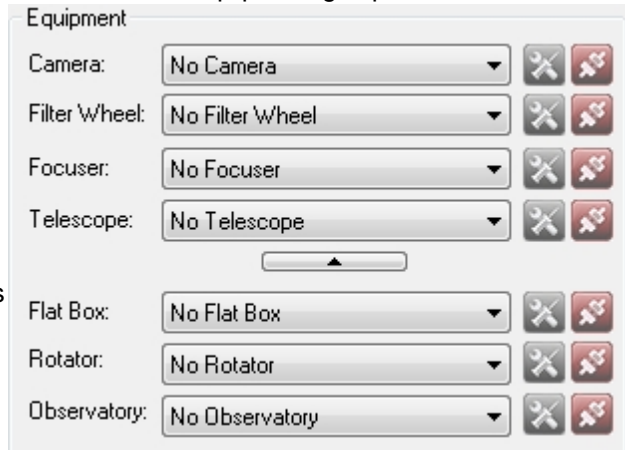 Equipment
Camera: No Camera
Filter Wheel: No Filter Wheel
Focuser: No Focuser
Telescope: No Telescope
s
Flat Box: No Flat Box
Rotator: No Rotator
Observatory: No Observatory